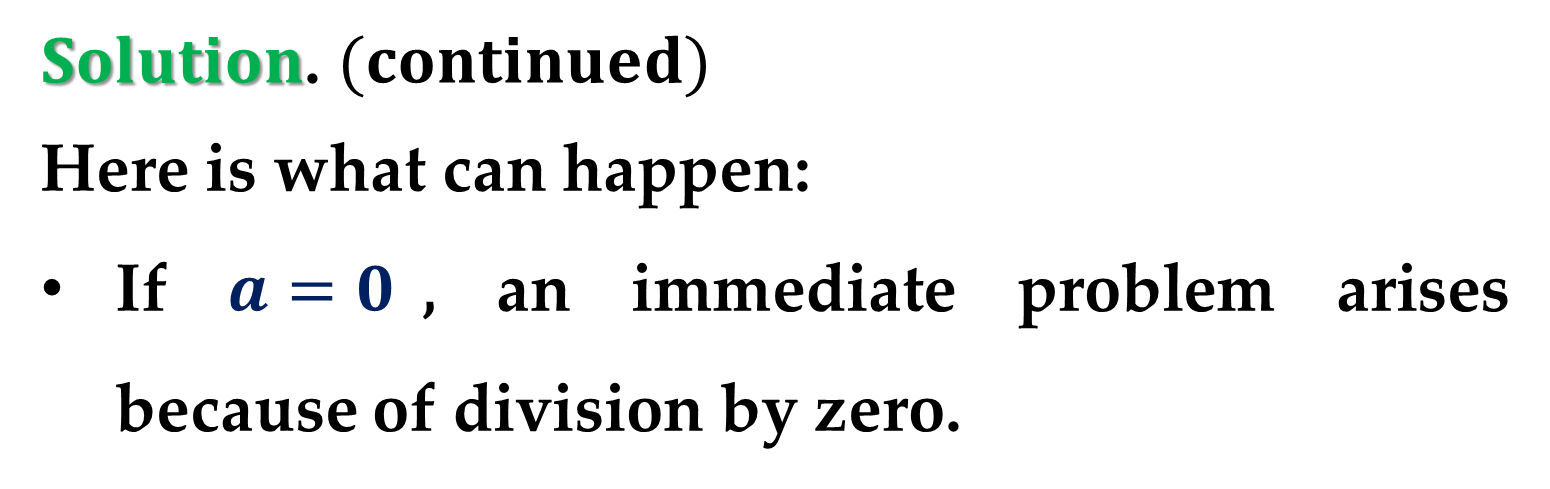 Solution. (continued)
Here is what can happen:
• If a = 0 , an immediate problem arises
because of division by zero.